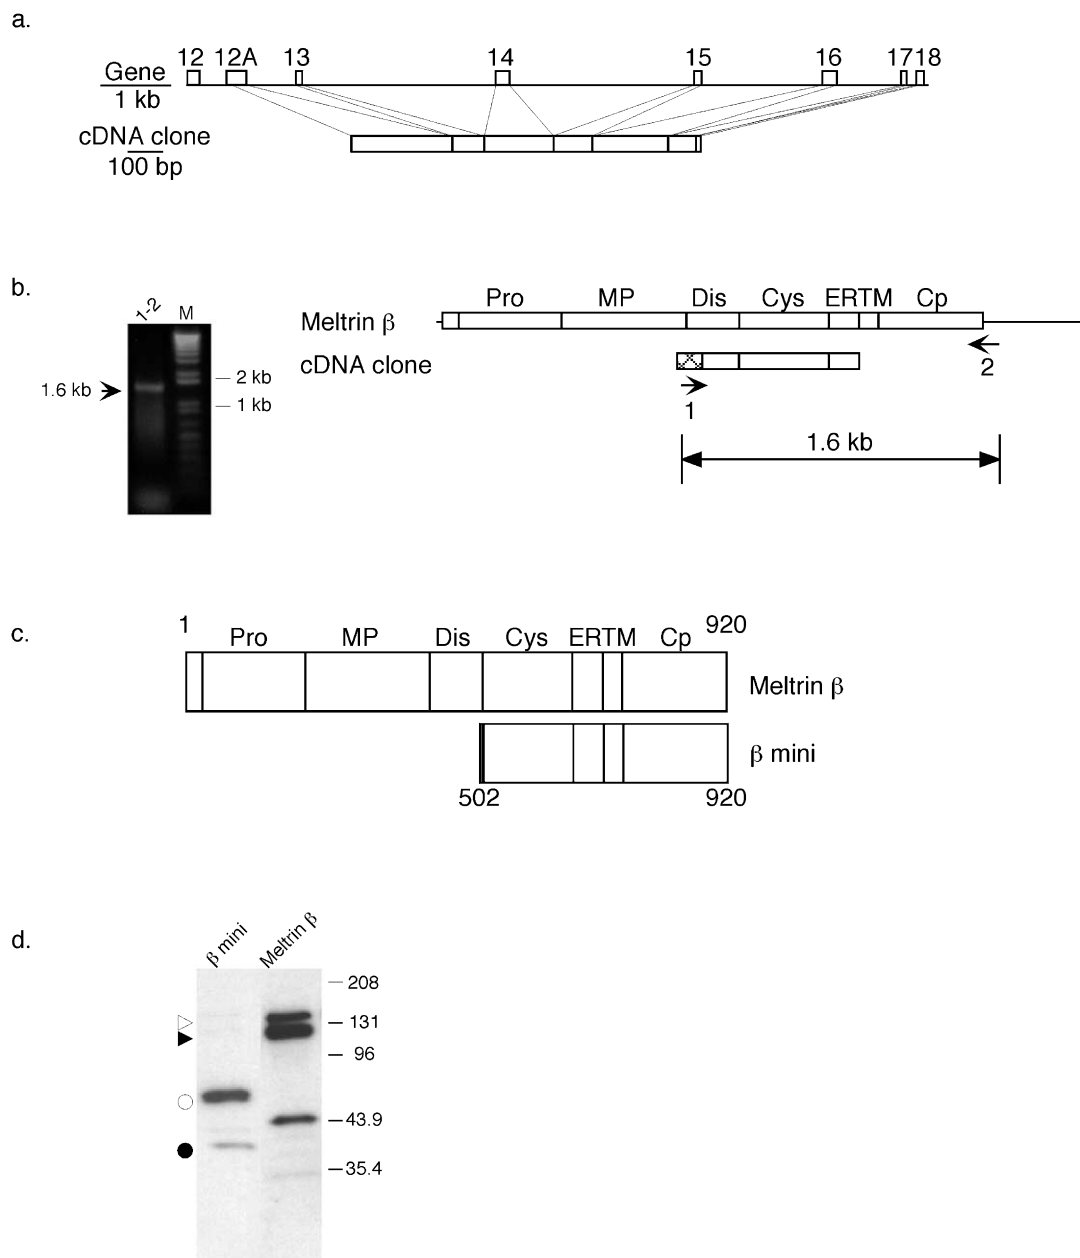 a.
12 12A 13 14 15 16 1718
Gene
1 kb
cDNA clone
100 bp
b.
1-2 M
1.6 kb
2 kb
1 kb
Pro MP Dis Cys ERTM Cp
Meltrin β
cDNA clone
1
2
1.6 kb
c.
1 920
Pro MP Dis Cys ERTM Cp
Meltrin β
β mini
502 920
d.
β mini Meltrin β
208
131
96
43.9
35.4